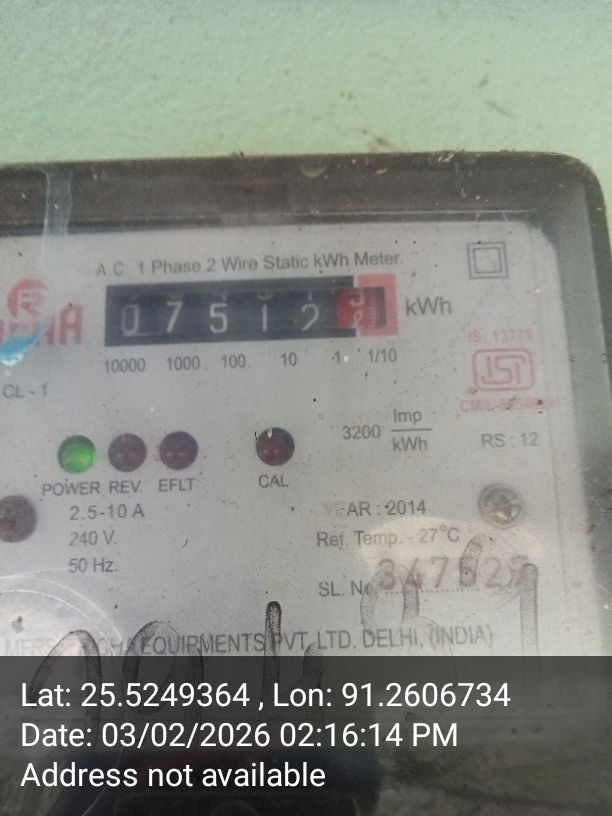 A.C. 1 Phase 2 Wire Static kWh Meter.
0 7 5 1 2 kWh
10000 1000 100 10 1 1/10
IS: 13779
ISI
CL - 1
3200 Imp
kWh
RS : 12
POWER REV. EFLT CAL
2.5-10 A
YEAR : 2014
240 V.
Ref. Temp. - 27°C
50 Hz.
SL. No.
EQUIPMENTS PVT. LTD. DELHI, (INDIA)
Lat: 25.5249364 , Lon: 91.2606734
Date: 03/02/2026 02:16:14 PM
Address not available